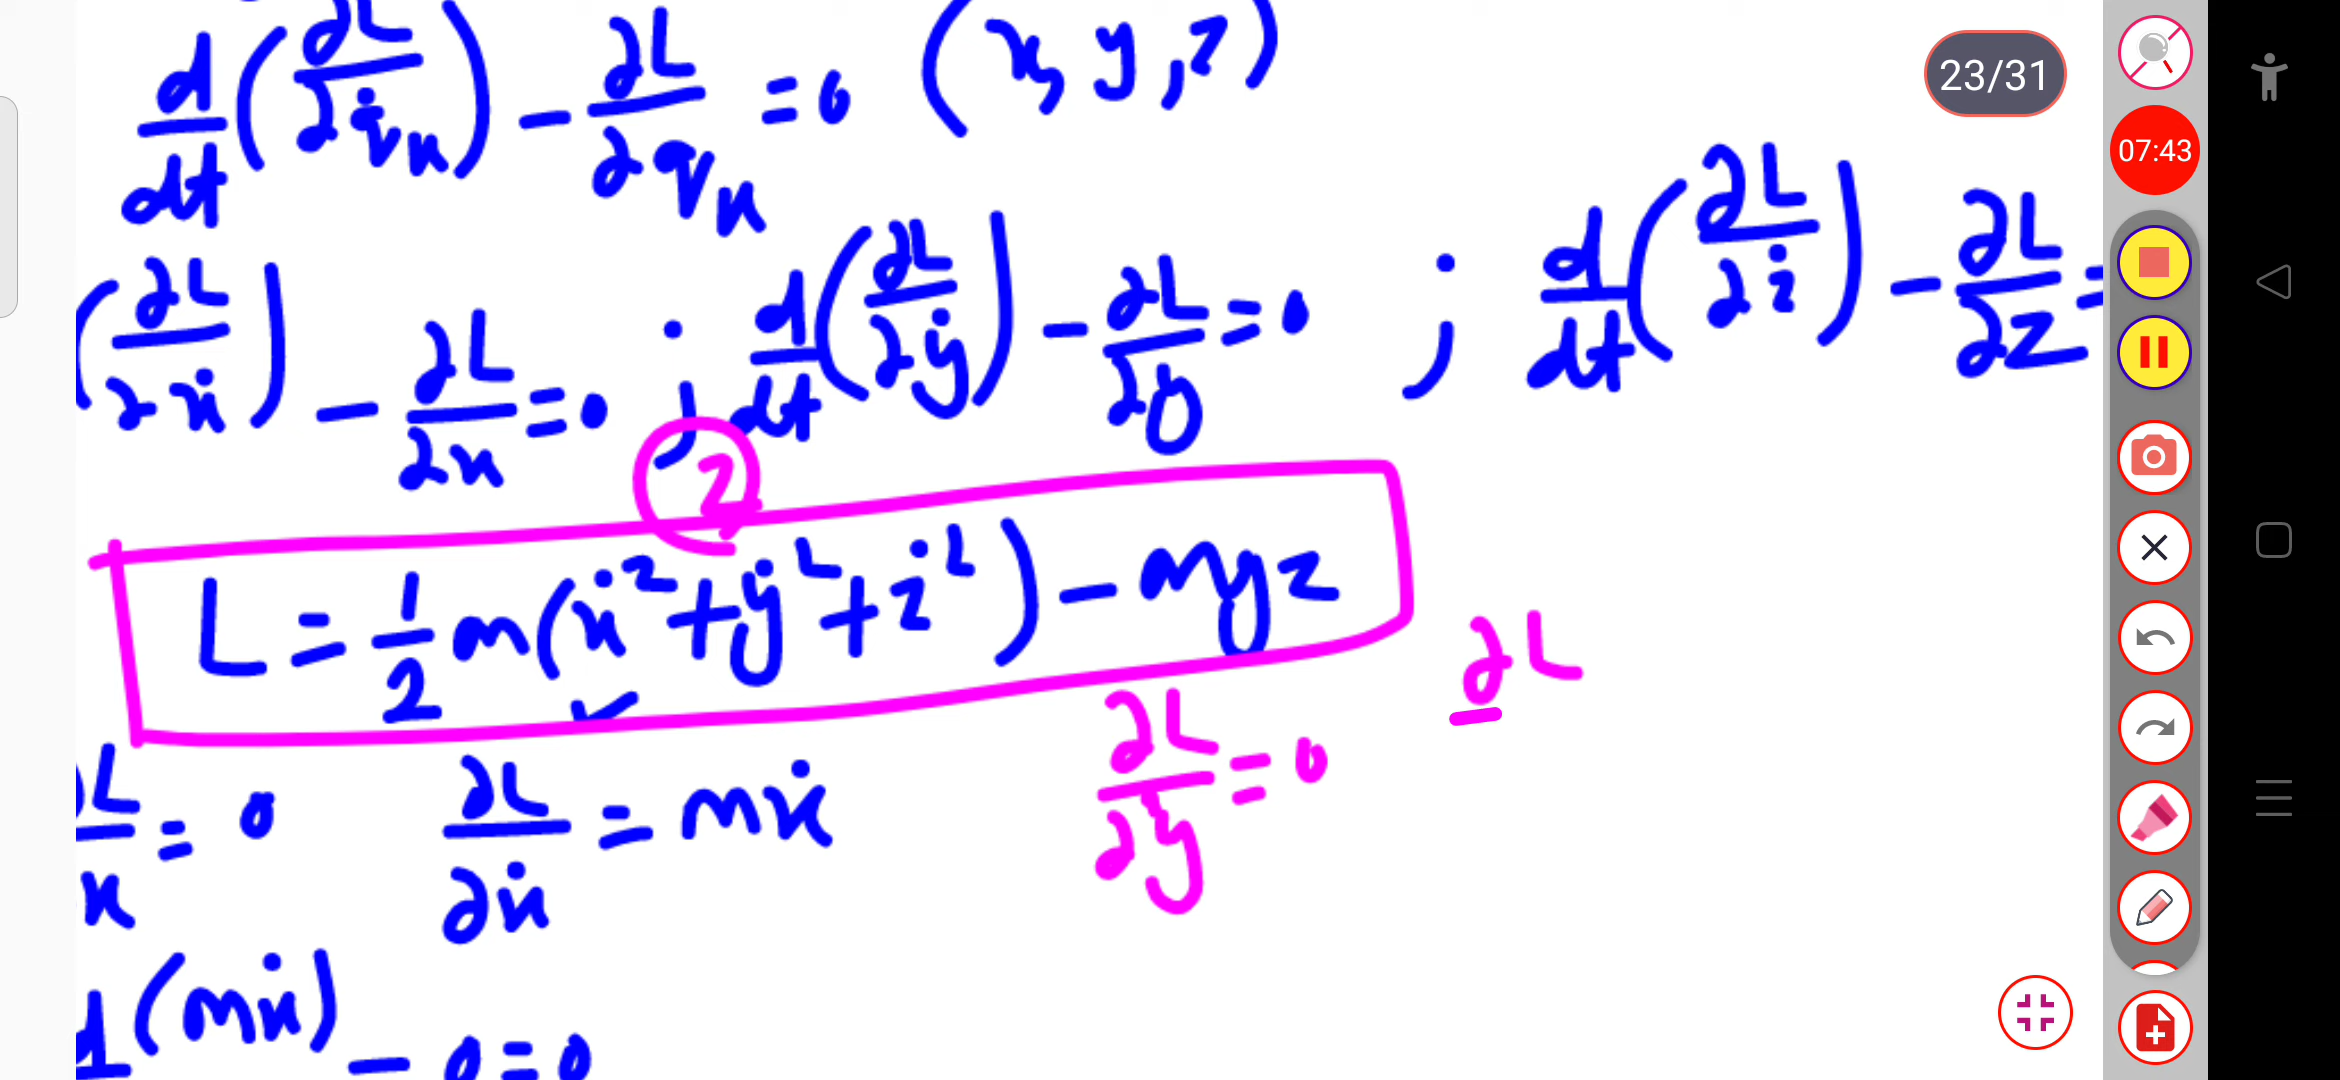 d/dt (∂L/∂q̇ₙ) − ∂L/∂qₙ = 0 (x, y, z)
23/31
07:43
(∂L/∂ẋ) − ∂L/∂x = 0 ; d/dt (∂L/∂ẏ) − ∂L/∂y = 0 ; d/dt (∂L/∂ż) − ∂L/∂z =
2
L = 1/2 m(ẋ² + ẏ² + ż²) − mgz
∂L
L/x = 0 ∂L/∂ẋ = mẋ ∂L/∂y = 0
d (mẋ) − 0 = 0